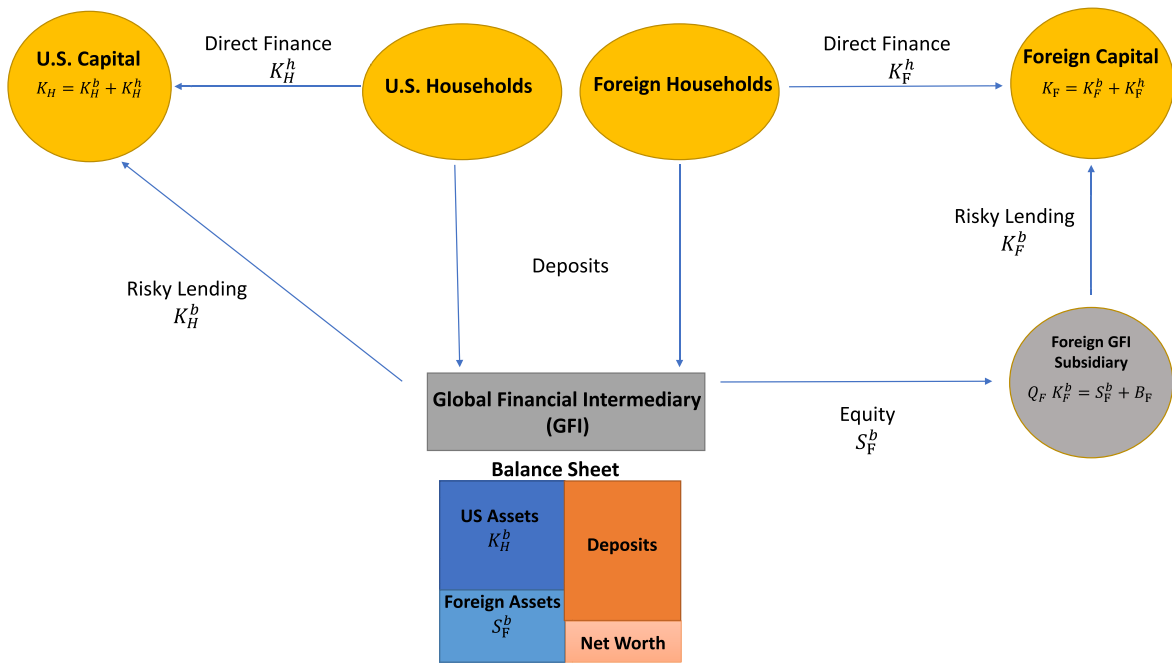 U.S. Capital
$K_H = K_H^b + K_H^h$
Direct Finance
$K_H^h$
U.S. Households
Foreign Households
Direct Finance
$K_F^h$
Foreign Capital
$K_F = K_F^b + K_F^h$
Risky Lending
$K_H^b$
Deposits
Risky Lending
$K_F^b$
Global Financial Intermediary
(GFI)
Equity
$S_F^b$
Foreign GFI
Subsidiary
$Q_F \, K_F^b = S_F^b + B_F$
Balance Sheet
US Assets
$K_H^b$
Deposits
Foreign Assets
$S_F^b$
Net Worth